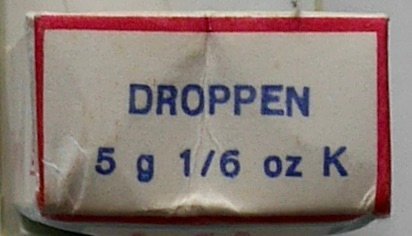 DROPPEN
5 g 1/6 oz K